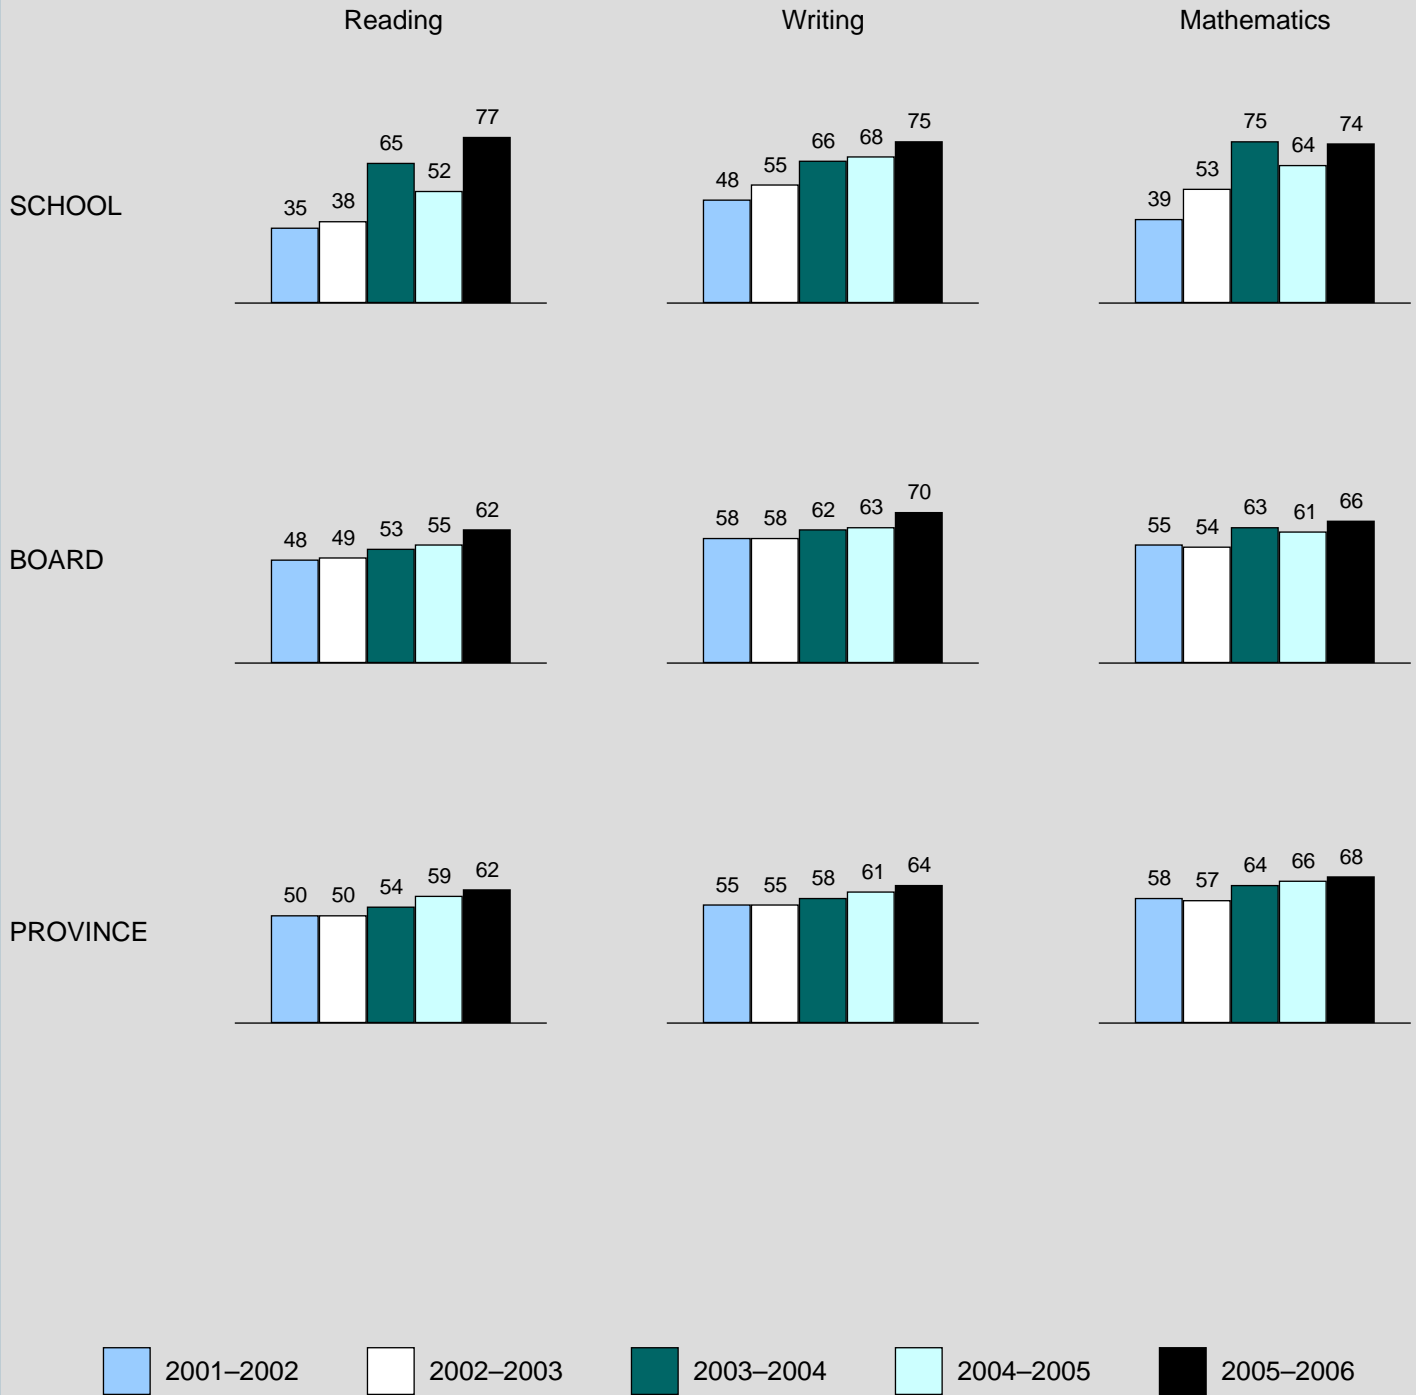 Reading Writing Mathematics
SCHOOL
35 38 65 52 77
48 55 66 68 75
39 53 75 64 74
BOARD
48 49 53 55 62
58 58 62 63 70
55 54 63 61 66
PROVINCE
50 50 54 59 62
55 55 58 61 64
58 57 64 66 68
2001–2002 2002–2003 2003–2004 2004–2005 2005–2006